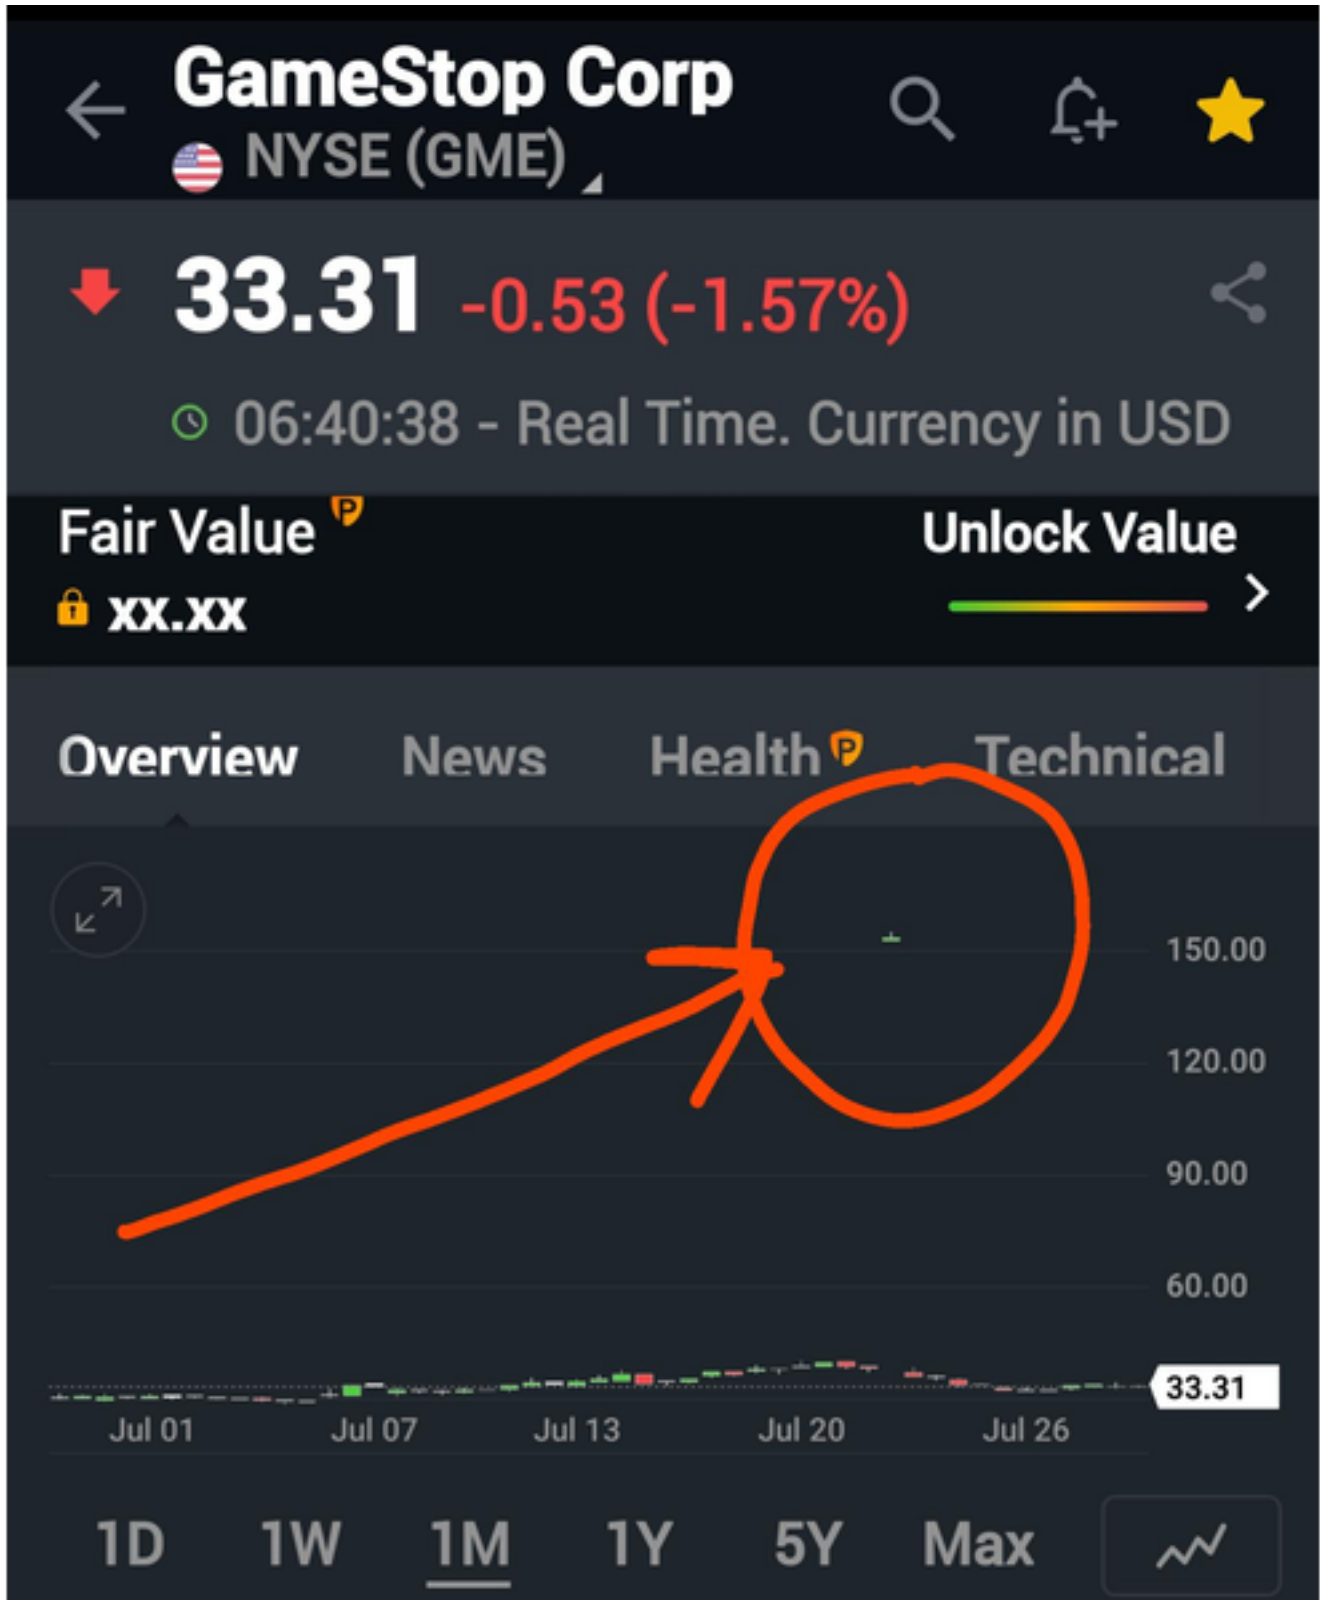 GameStop Corp
NYSE (GME)
33.31 -0.53 (-1.57%)
06:40:38 - Real Time. Currency in USD
Fair Value P
Unlock Value
xx.xx
Overview News Health P Technical
150.00
120.00
90.00
60.00
33.31
Jul 01 Jul 07 Jul 13 Jul 20 Jul 26
1D 1W 1M 1Y 5Y Max